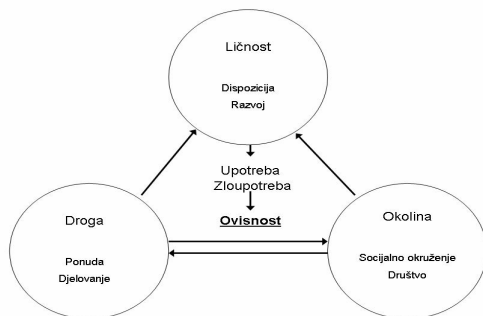 Ličnost
Dispozicija
Razvoj
Upotreba
Zloupotreba
Ovisnost
Droga
Ponuda
Djelovanje
Okolina
Socijalno okruženje
Društvo